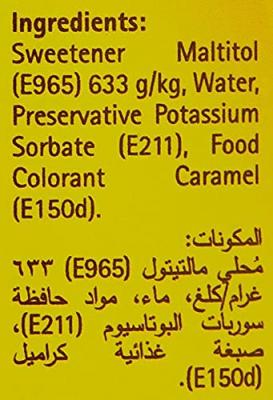 Ingredients:
Sweetener Maltitol
(E965) 633 g/kg, Water,
Preservative Potassium
Sorbate (E211), Food
Colorant Caramel
(E150d).
المكونات:
مُحلي مالتيتول (E965) ٦٣٣
غرام/كلغ، ماء، مواد حافظة
سوربات البوتاسيوم (E211)،
صبغة غذائية كراميل
(E150d).